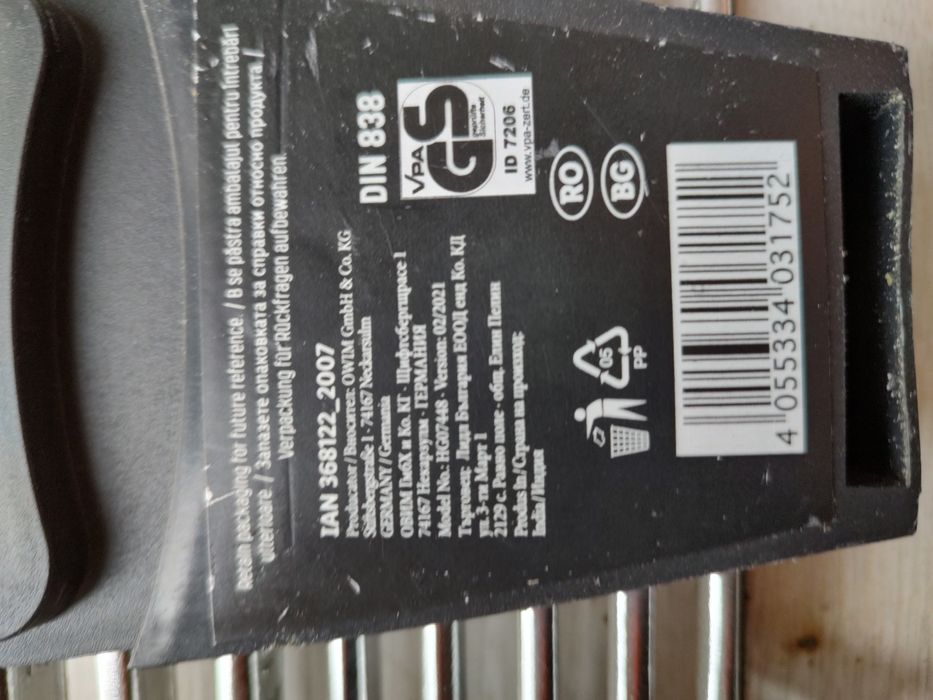 Retain packaging for future reference / B se păstra ambalajul pentru întrebări
ulterioare / Запазете опаковката за справки относно продукта. /
Verpackung für Rückfragen aufbewahren.
IAN 368122_2007
Producător / Вносител: OWIM GmbH & Co. KG
Stiftsbergstraße 1 · 74167 Neckarsulm
GERMANY / Germania
ОВИМ ГмбХ и Ко. КГ · Щифтсбергщрасе 1
74167 Некарзулм · ГЕРМАНИЯ
Model No.: HG07448 · Version: 02/2021
Търговец: Лидл България ЕООД енд Ко. КД
ул. 3-ти Март 1
2129 с. Равно поле · общ. Елин Пелин
Produs în / Страна на произход:
India / Индия
DIN 838
VPA
GS
geprüfte
Sicherheit
ID 7206
www.vpa-zert.de
RO
BG
05
PP
4 055334 031752